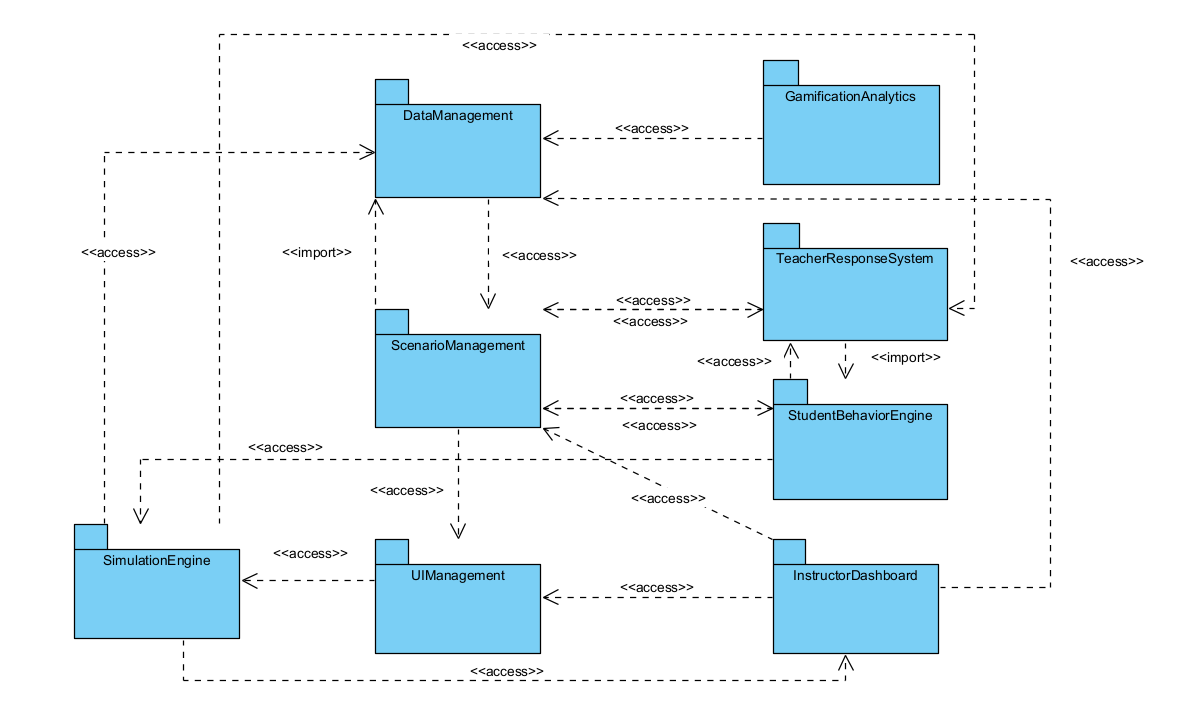 <<access>>
GamificationAnalytics
DataManagement
<<access>>
<<access>>
<<import>>
<<access>>
TeacherResponseSystem
<<access>>
<<access>>
<<access>>
ScenarioManagement
<<access>>
<<import>>
<<access>>
StudentBehaviorEngine
<<access>>
<<access>>
<<access>>
<<access>>
<<access>>
SimulationEngine
UIManagement
InstructorDashboard
<<access>>
<<access>>